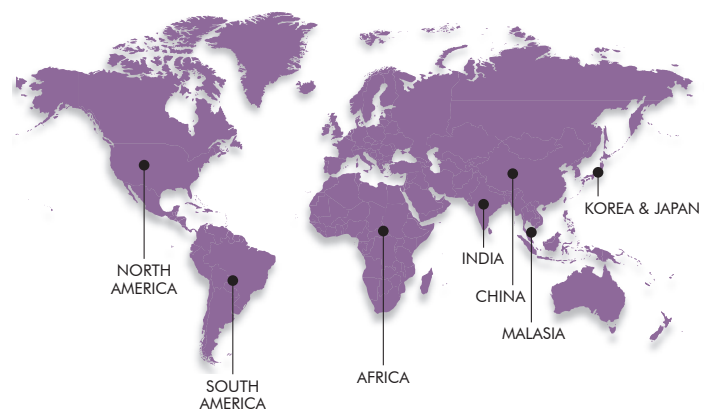 KOREA & JAPAN
INDIA
NORTH
AMERICA
CHINA
MALASIA
AFRICA
SOUTH
AMERICA